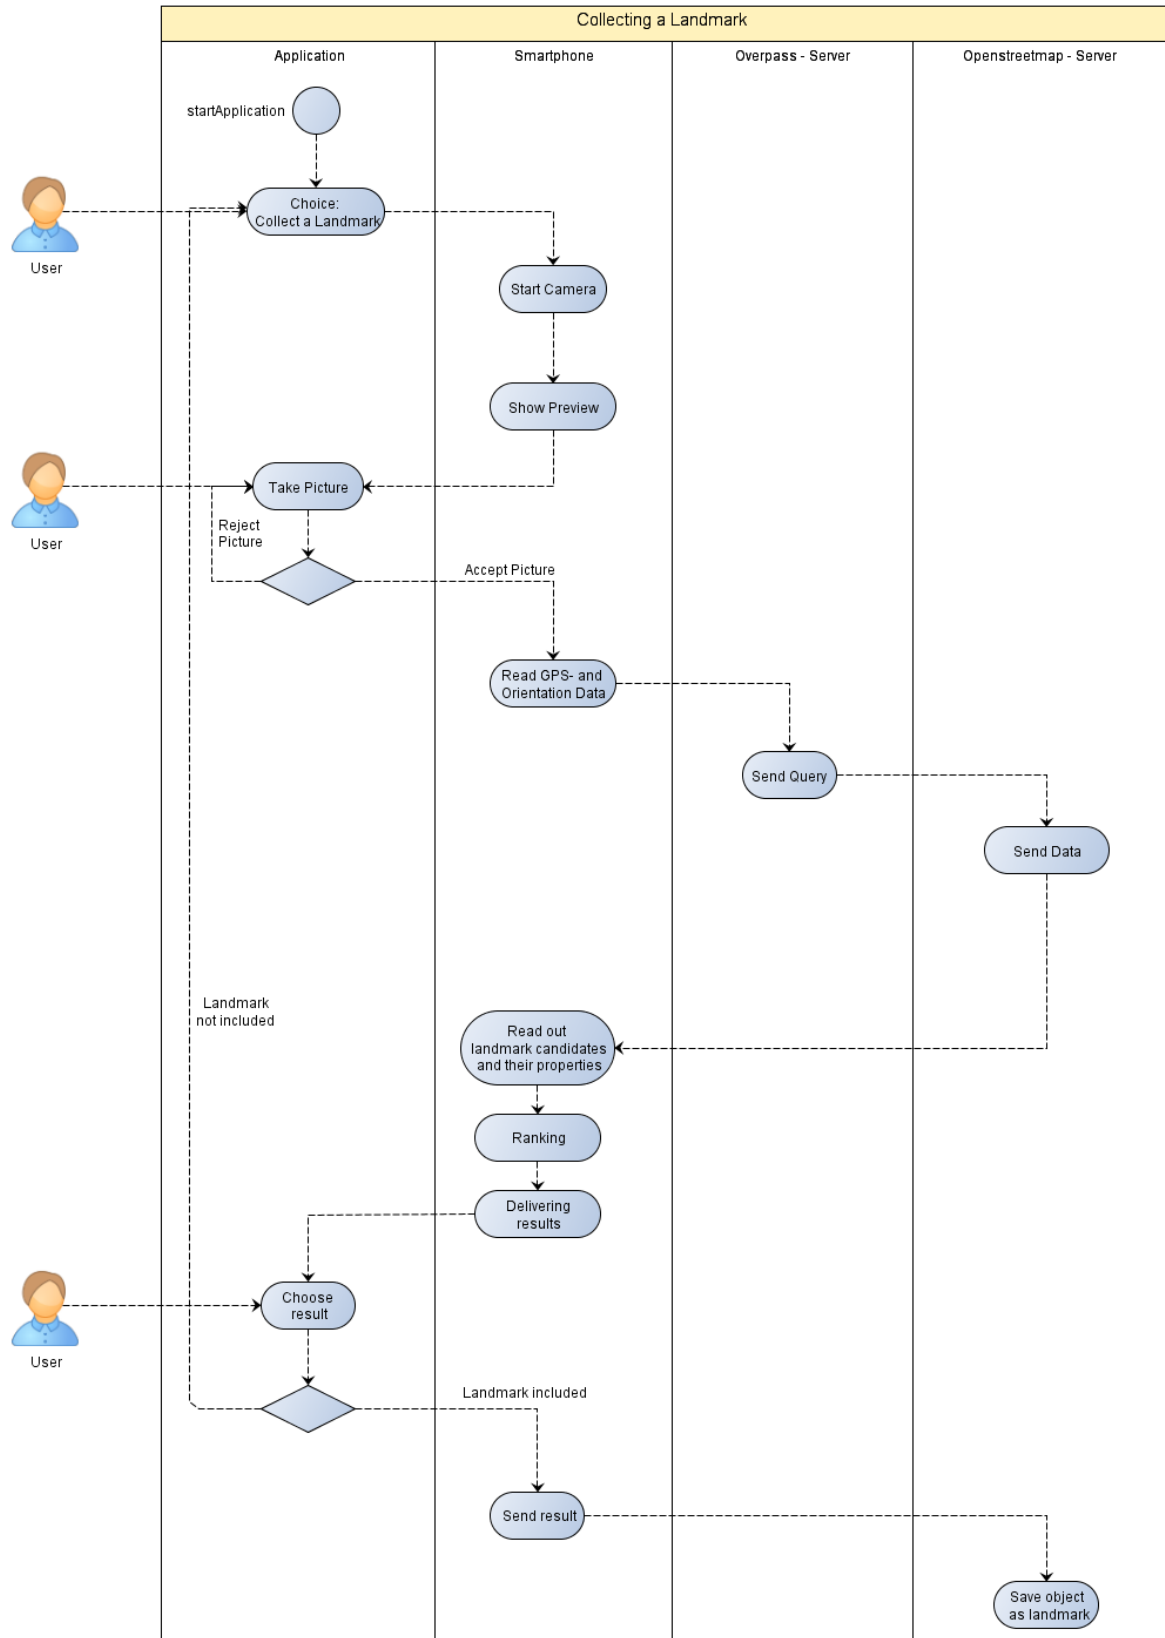 Collecting a Landmark
Application
Smartphone
Overpass - Server
Openstreetmap - Server
startApplication
Choice:
Collect a Landmark
User
Start Camera
Show Preview
Take Picture
User
Reject
Picture
Accept Picture
Read GPS- and
Orientation Data
Send Query
Send Data
Landmark
not included
Read out
landmark candidates
and their properties
Ranking
Delivering
results
Choose
result
User
Landmark included
Send result
Save object
as landmark